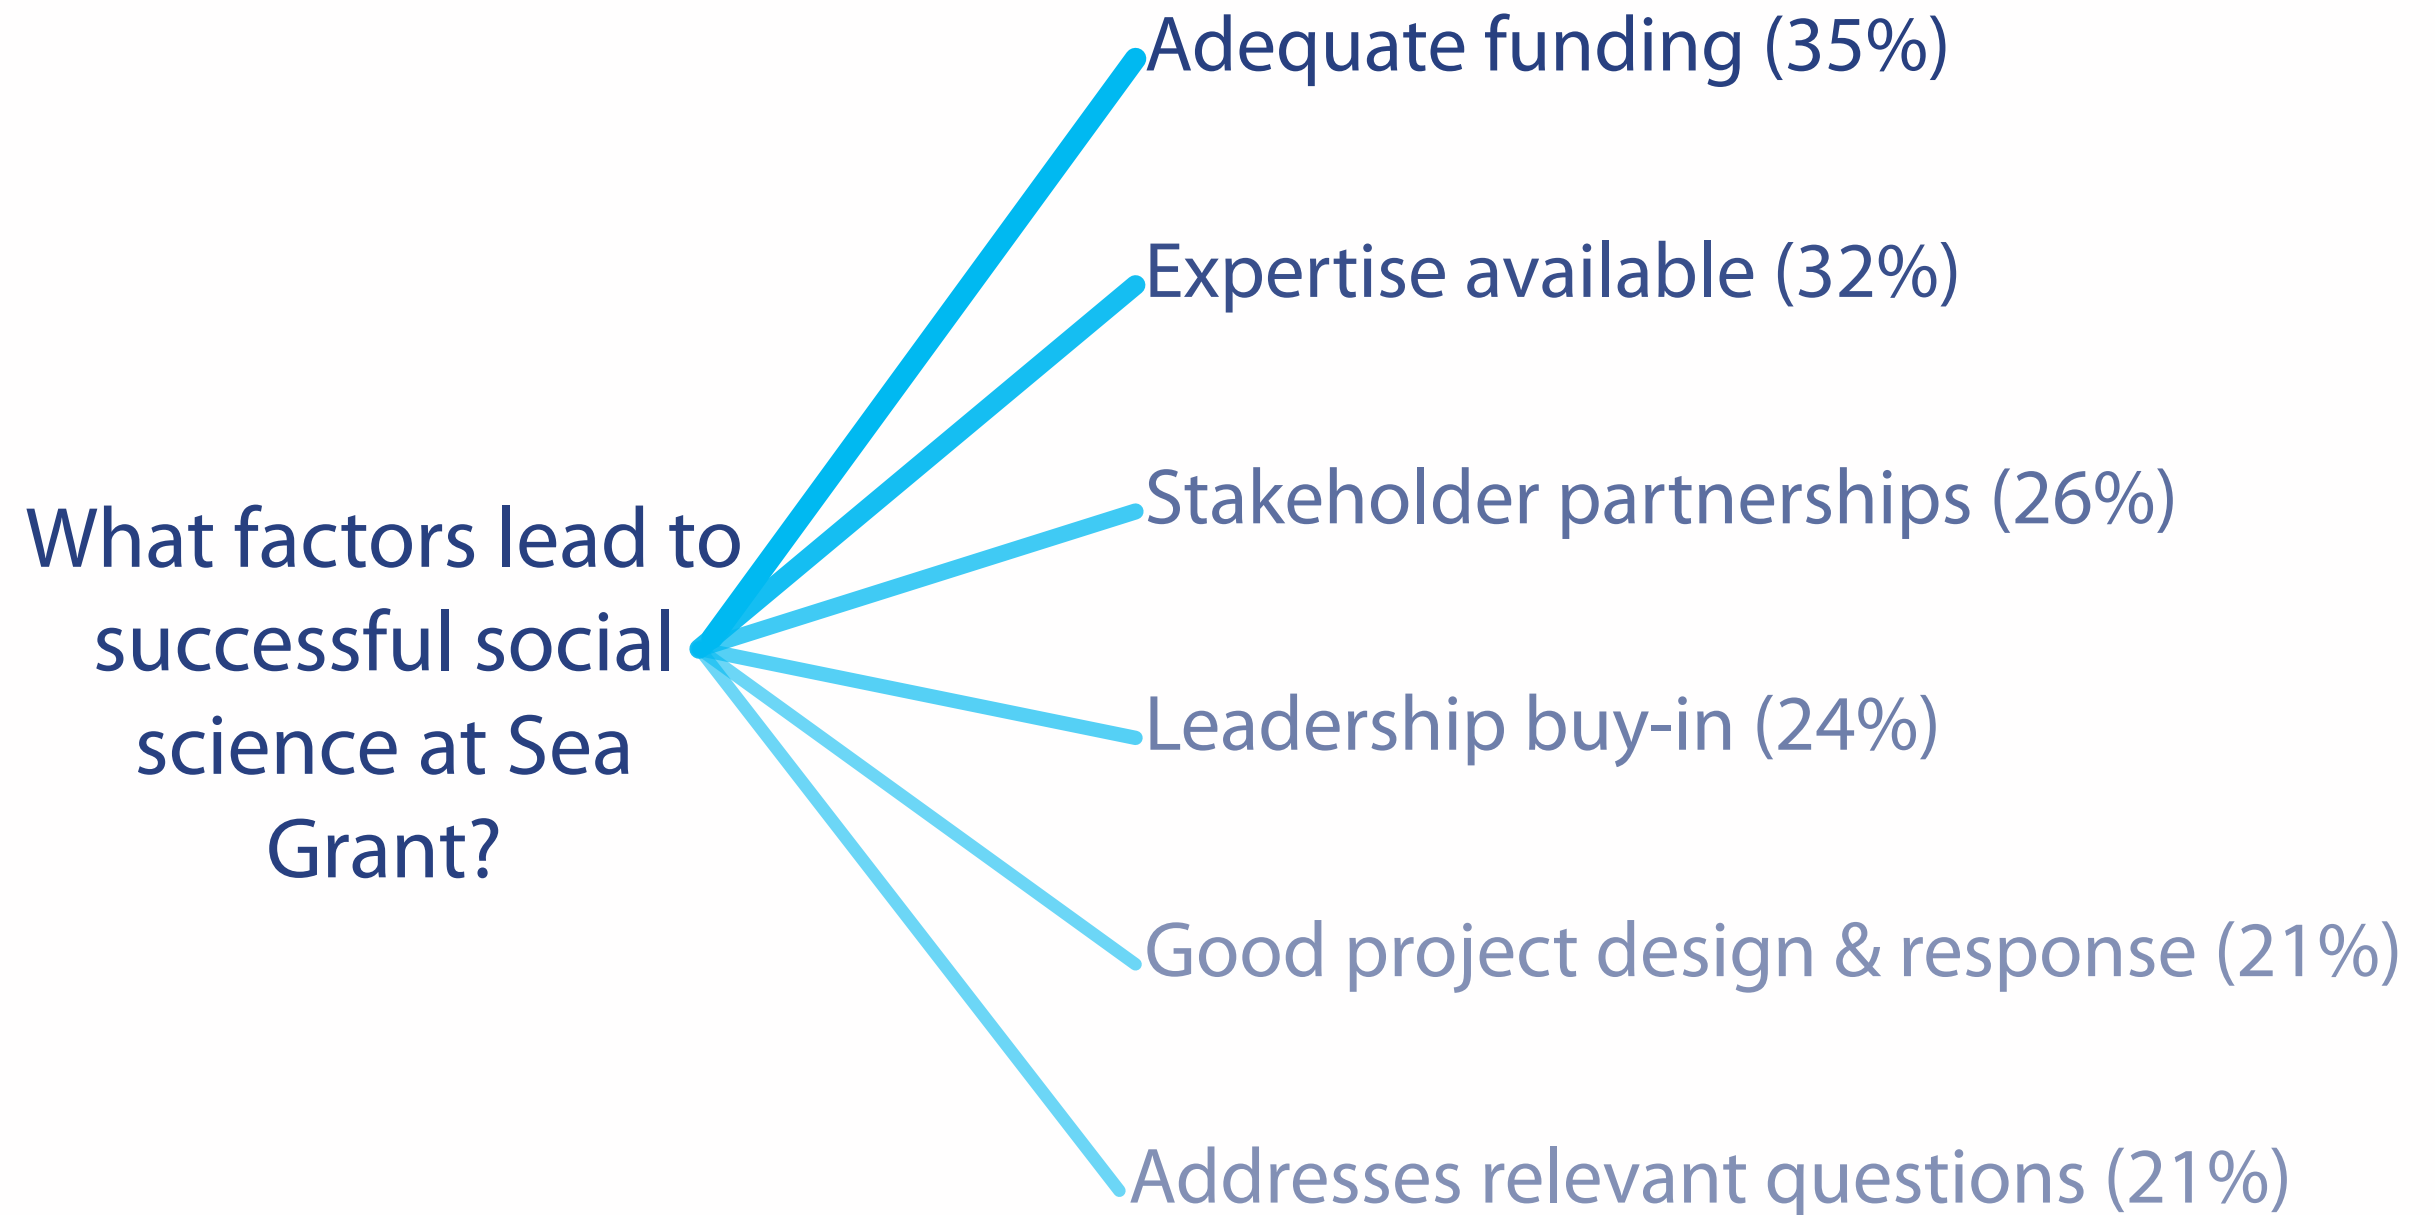 What factors lead to
successful social
science at Sea
Grant?
Adequate funding (35%)
Expertise available (32%)
Stakeholder partnerships (26%)
Leadership buy-in (24%)
Good project design & response (21%)
Addresses relevant questions (21%)